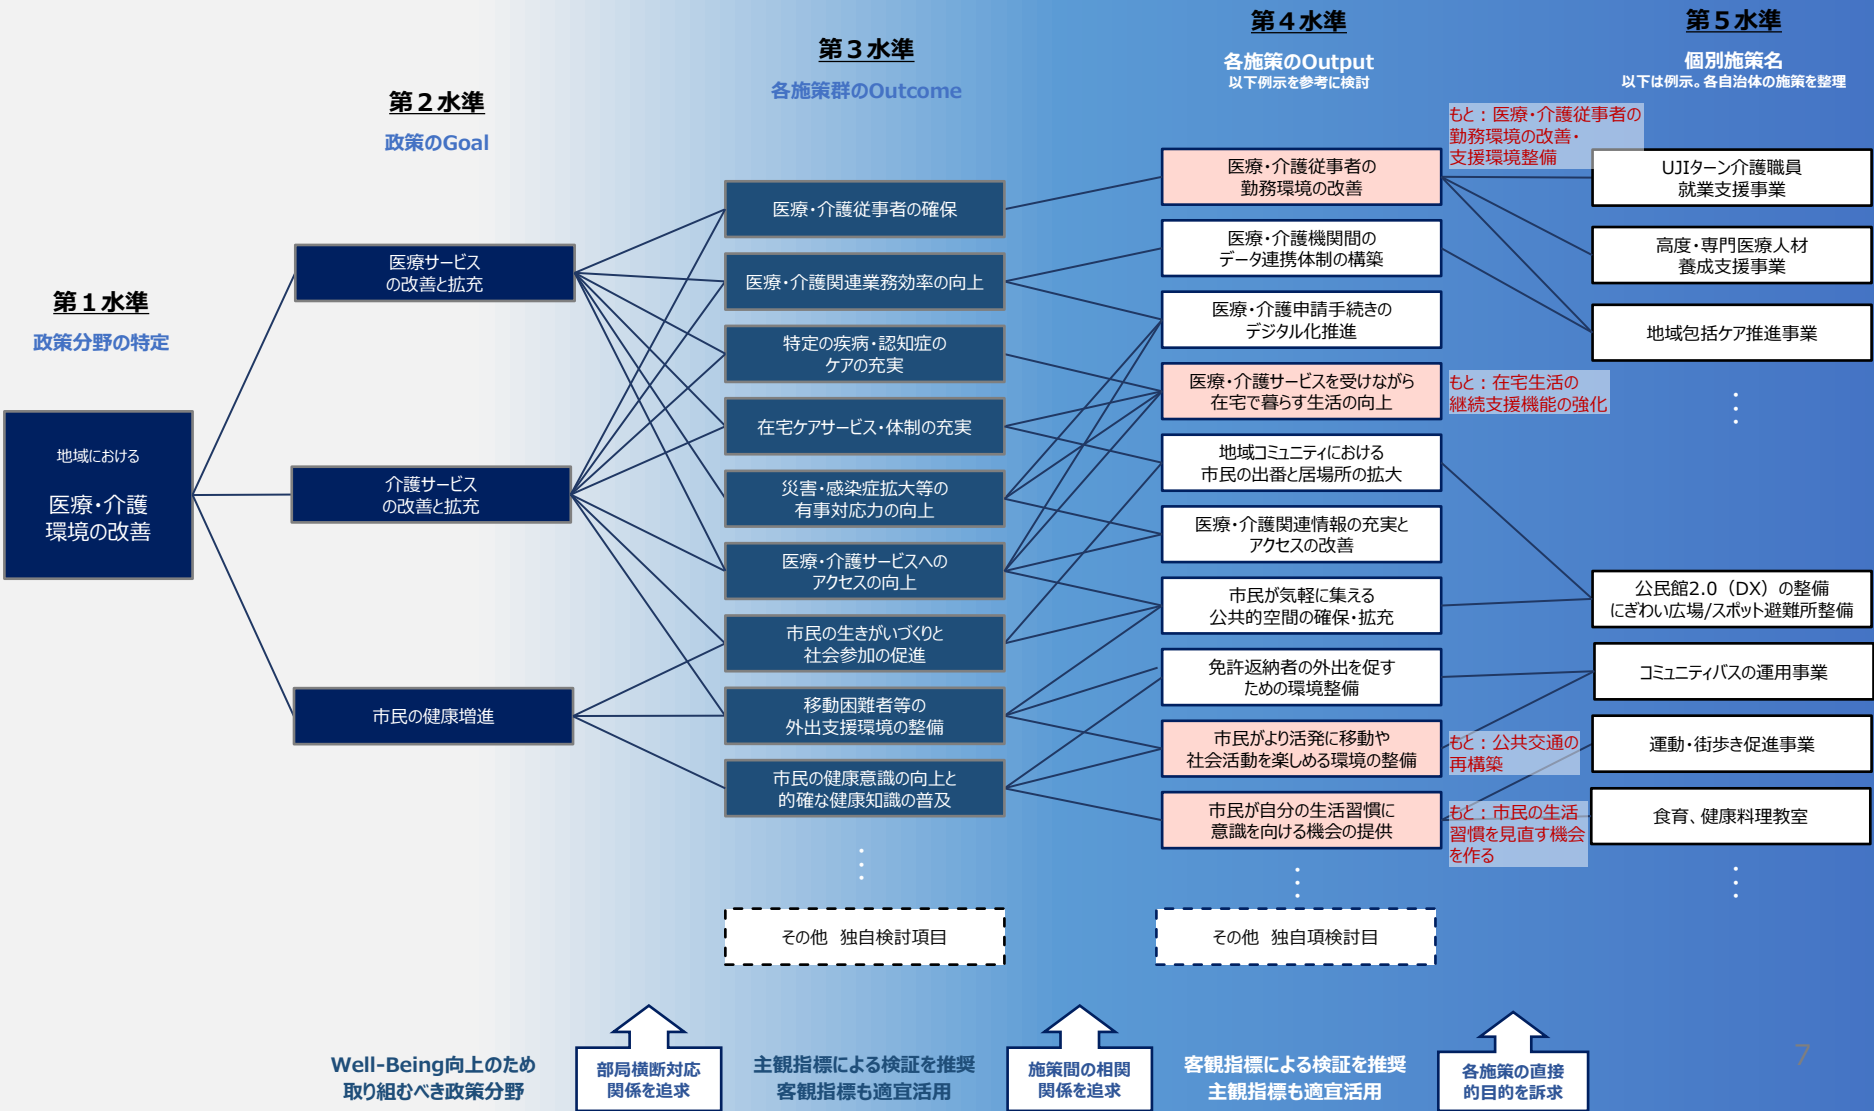 第1水準
政策分野の特定
地域における
医療・介護
環境の改善
第2水準
政策のGoal
医療サービス
の改善と拡充
介護サービス
の改善と拡充
市民の健康増進
第3水準
各施策群のOutcome
医療・介護従事者の確保
医療・介護関連業務効率の向上
特定の疾病・認知症の
ケアの充実
在宅ケアサービス・体制の充実
災害・感染症拡大等の
有事対応力の向上
医療・介護サービスへの
アクセスの向上
市民の生きがいづくりと
社会参加の促進
移動困難者等の
外出支援環境の整備
市民の健康意識の向上と
的確な健康知識の普及
その他 独自検討項目
第4水準
各施策のOutput
以下例示を参考に検討
医療・介護従事者の
勤務環境の改善
医療・介護機関間の
データ連携体制の構築
医療・介護申請手続きの
デジタル化推進
医療・介護サービスを受けながら
在宅で暮らす生活の向上
地域コミュニティにおける
市民の出番と居場所の拡大
医療・介護関連情報の充実と
アクセスの改善
市民が気軽に集える
公共的空間の確保・拡充
免許返納者の外出を促す
ための環境整備
市民がより活発に移動や
社会活動を楽しめる環境の整備
市民が自分の生活習慣に
意識を向ける機会の提供
その他 独自項検討目
もと：医療・介護従事者の
勤務環境の改善・
支援環境整備
もと：在宅生活の
継続支援機能の強化
もと：公共交通の
再構築
もと：市民の生活
習慣を見直す機会
を作る
第5水準
個別施策名
以下は例示。各自治体の施策を整理
UJIターン介護職員
就業支援事業
高度・専門医療人材
養成支援事業
地域包括ケア推進事業
公民館2.0（DX）の整備
にぎわい広場/スポット避難所整備
コミュニティバスの運用事業
運動・街歩き促進事業
食育、健康料理教室
Well-Being向上のため
取り組むべき政策分野
部局横断対応
関係を追求
主観指標による検証を推奨
客観指標も適宜活用
施策間の相関
関係を追求
客観指標による検証を推奨
主観指標も適宜活用
各施策の直接
的目的を訴求
7